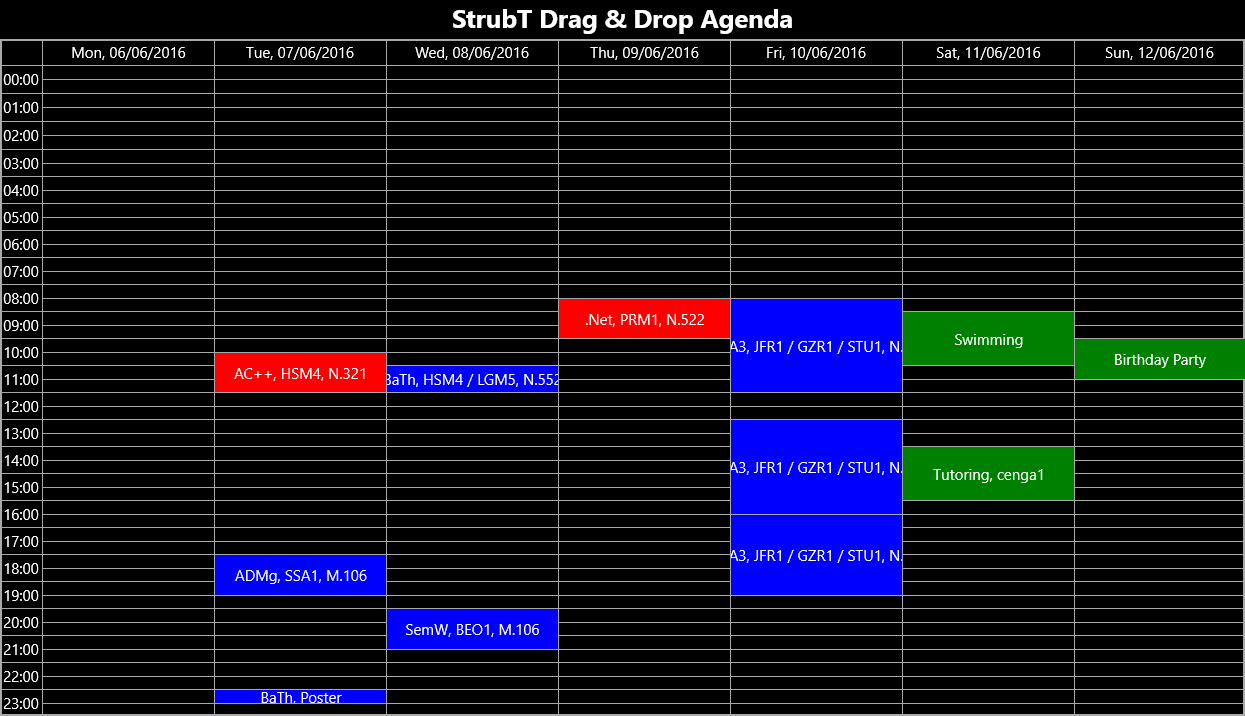 StrubT Drag & Drop Agenda
Mon, 06/06/2016 Tue, 07/06/2016 Wed, 08/06/2016 Thu, 09/06/2016 Fri, 10/06/2016 Sat, 11/06/2016 Sun, 12/06/2016
00:00
01:00
02:00
03:00
04:00
05:00
06:00
07:00
08:00
09:00 .Net, PRM1, N.522
A3, JFR1 / GZR1 / STU1, N.
Swimming
10:00 Birthday Party
11:00 AC++, HSM4, N.321 BaTh, HSM4 / LGM5, N.552
12:00
13:00
14:00 A3, JFR1 / GZR1 / STU1, N.
Tutoring, cenga1
15:00
16:00
17:00
A3, JFR1 / GZR1 / STU1, N.
18:00 ADMg, SSA1, M.106
19:00
20:00 SemW, BEO1, M.106
21:00
22:00
BaTh, Poster
23:00